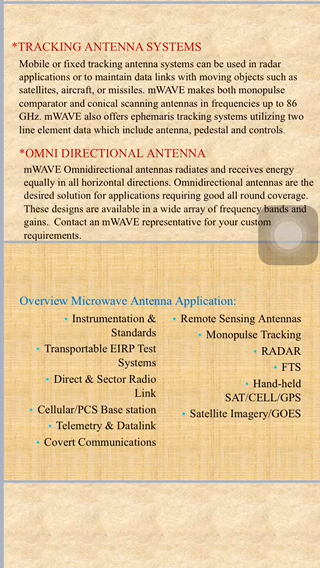 *TRACKING ANTENNA SYSTEMS
Mobile or fixed tracking antenna systems can be used in radar
applications or to maintain data links with moving objects such as
satellites, aircraft, or missiles. mWAVE makes both monopulse
comparator and conical scanning antennas in frequencies up to 86
GHz. mWAVE also offers ephemaris tracking systems utilizing two
line element data which include antenna, pedestal and controls.
*OMNI DIRECTIONAL ANTENNA
mWAVE Omnidirectional antennas radiates and receives energy
equally in all horizontal directions. Omnidirectional antennas are the
desired solution for applications requiring good all round coverage.
These designs are available in a wide array of frequency bands and
gains. Contact an mWAVE representative for your custom
requirements.
Overview Microwave Antenna Application:
• Instrumentation &
Standards
• Transportable EIRP Test
Systems
• Direct & Sector Radio
Link
• Cellular/PCS Base station
• Telemetry & Datalink
• Covert Communications
• Remote Sensing Antennas
• Monopulse Tracking
• RADAR
• FTS
• Hand-held
SAT/CELL/GPS
• Satellite Imagery/GOES